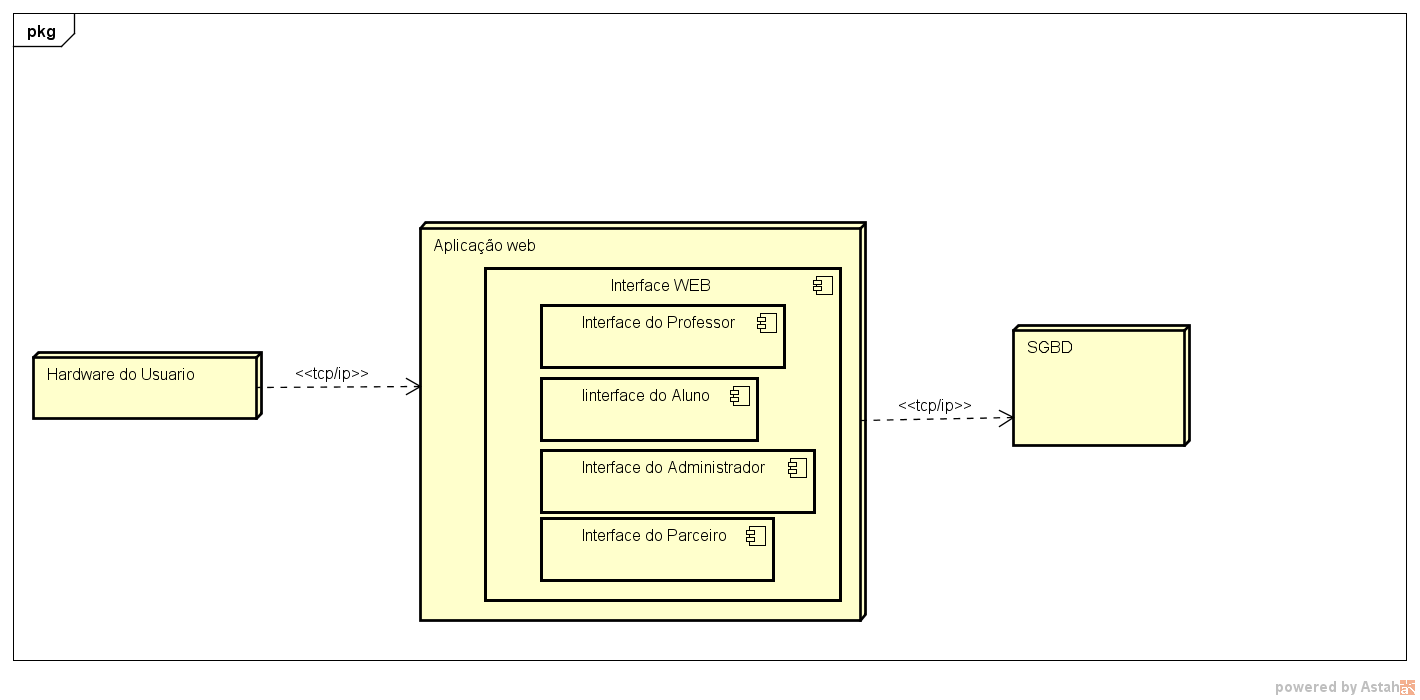 pkg
Aplicação web
Interface WEB
Interface do Professor
Iinterface do Aluno
Interface do Administrador
Interface do Parceiro
Hardware do Usuario
<<tcp/ip>>
<<tcp/ip>>
SGBD
powered by Astah